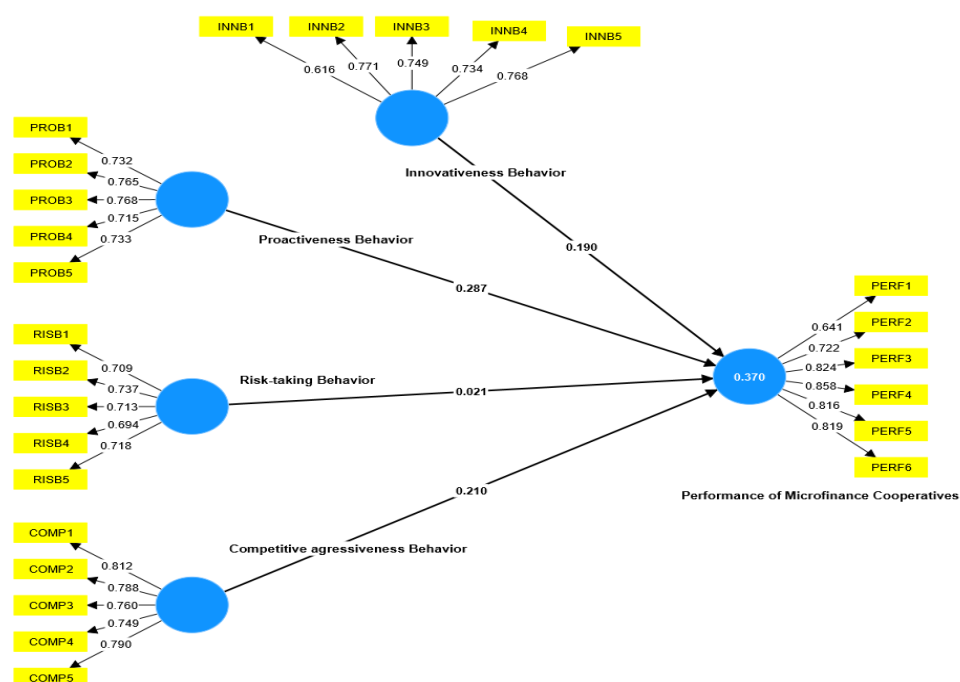 INNB1
INNB2
INNB3
INNB4
INNB5
0.616
0.771
0.749
0.734
0.768
Innovativeness Behavior
0.190
PROB1
PROB2
PROB3
PROB4
PROB5
0.732
0.765
0.768
0.715
0.733
Proactiveness Behavior
0.287
RISB1
RISB2
RISB3
RISB4
RISB5
0.709
0.737
0.713
0.694
0.718
Risk-taking Behavior
0.021
COMP1
COMP2
COMP3
COMP4
COMP5
0.812
0.788
0.760
0.749
0.790
Competitive agressiveness Behavior
0.210
0.370
0.641
0.722
0.824
0.858
0.816
0.819
PERF1
PERF2
PERF3
PERF4
PERF5
PERF6
Performance of Microfinance Cooperatives